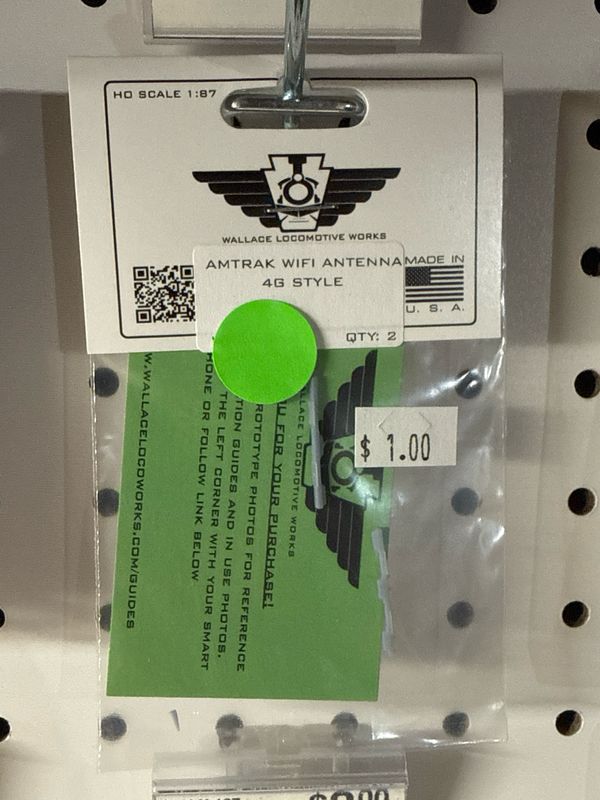 HO SCALE 1:87
WALLACE LOCOMOTIVE WORKS
AMTRAK WIFI ANTENNA
4G STYLE
MADE IN
U. S. A.
QTY: 2
$ 1.00
WALLACE LOCOMOTIVE WORKS
U FOR YOUR PURCHASE!
ROTOTYPE PHOTOS FOR REFERENCE
TION GUIDES AND IN USE PHOTOS.
THE LEFT CORNER WITH YOUR SMART
HONE OR FOLLOW LINK BELOW
W.WALLACELOCOWORKS.COM/GUIDES